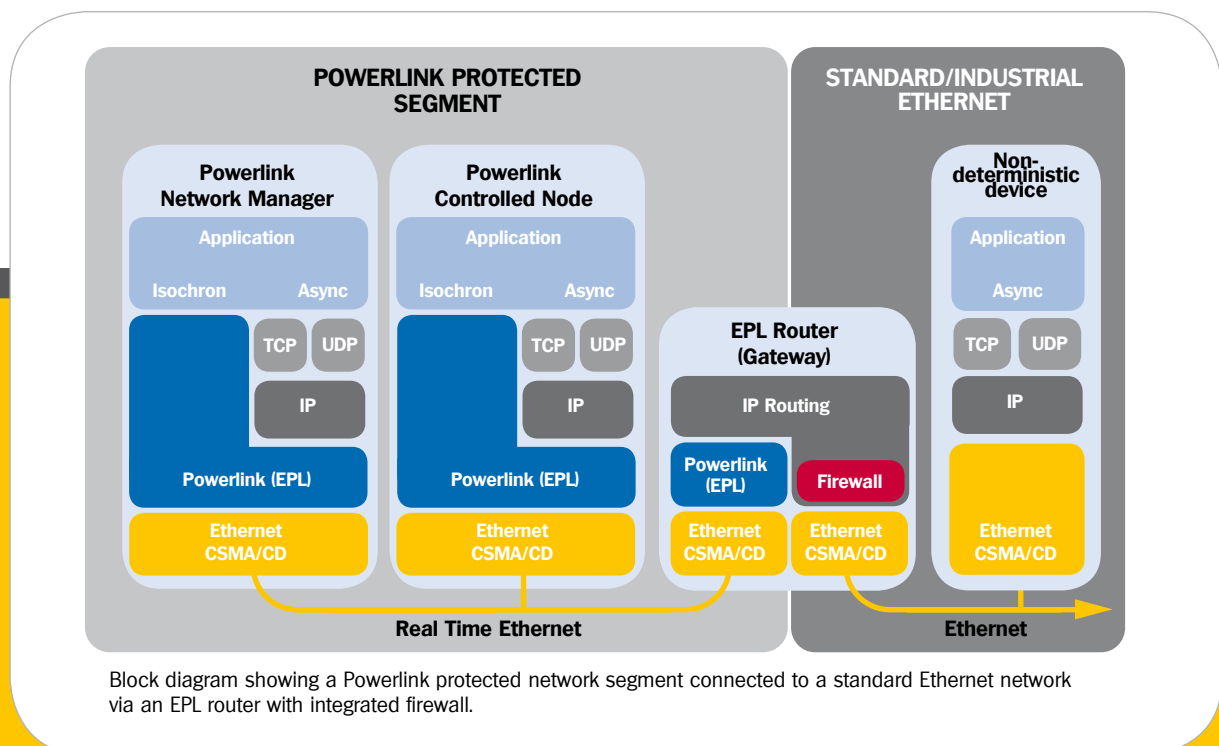 POWERLINK PROTECTED
SEGMENT
STANDARD/INDUSTRIAL
ETHERNET
Powerlink
Network Manager
Application
Isochron Async
TCP UDP
IP
Powerlink (EPL)
Ethernet
CSMA/CD
Powerlink
Controlled Node
Application
Isochron Async
TCP UDP
IP
Powerlink (EPL)
Ethernet
CSMA/CD
EPL Router
(Gateway)
IP Routing
Powerlink
(EPL)
Firewall
Ethernet
CSMA/CD
Ethernet
CSMA/CD
Non-
deterministic
device
Application
Async
TCP UDP
IP
Ethernet
CSMA/CD
Real Time Ethernet
Ethernet
Block diagram showing a Powerlink protected network segment connected to a standard Ethernet network
via an EPL router with integrated firewall.